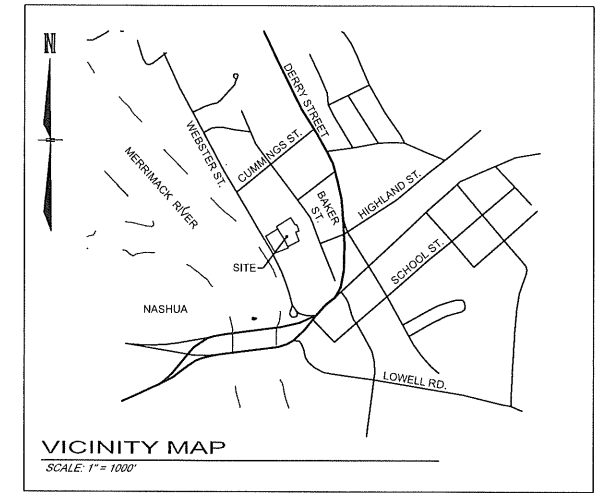 N
DERRY STREET
WEBSTER ST.
CUMMINGS ST.
MERRIMACK RIVER
BAKER ST.
HIGHLAND ST.
SITE
SCHOOL ST.
NASHUA
LOWELL RD.
VICINITY MAP
SCALE: 1" = 1000'